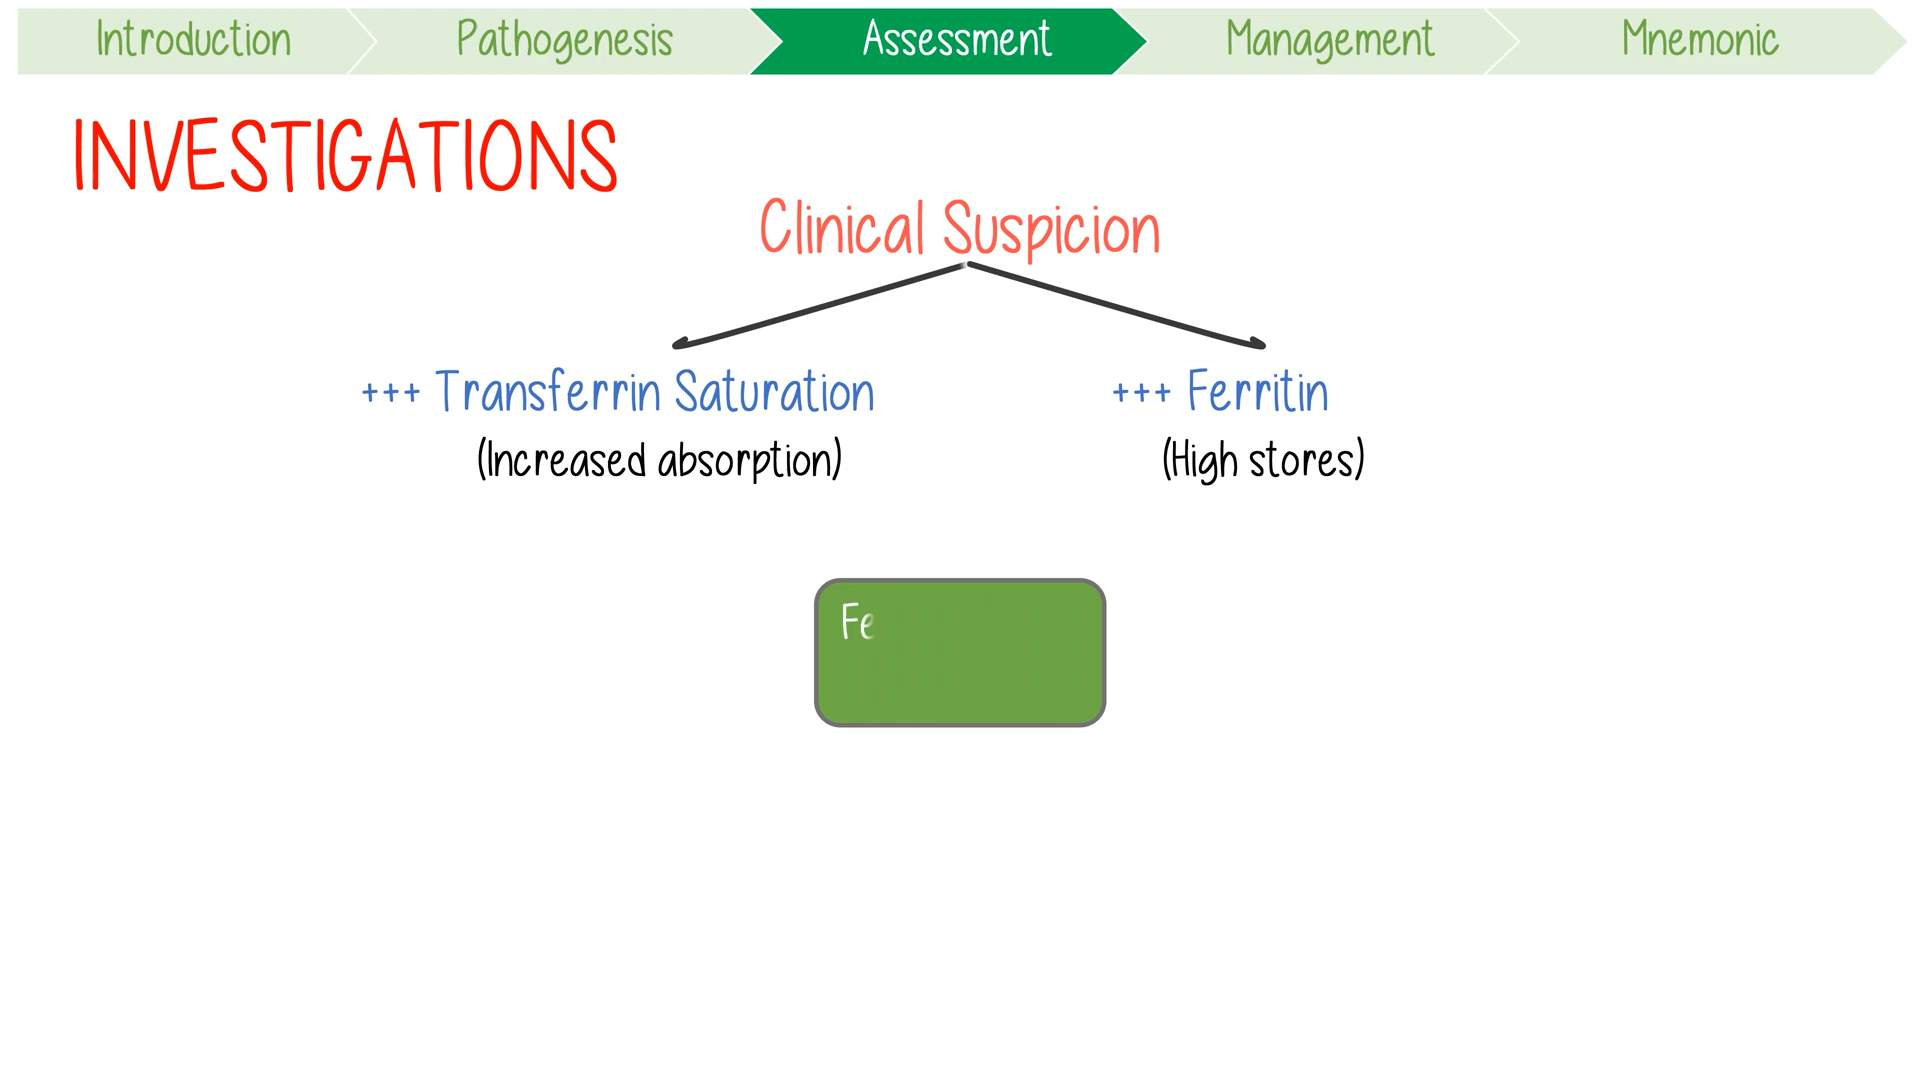 Introduction Pathogenesis Assessment Management Mnemonic
INVESTIGATIONS
Clinical Suspicion
+++ Transferrin Saturation +++ Ferritin
(Increased absorption) (High stores)
Fe